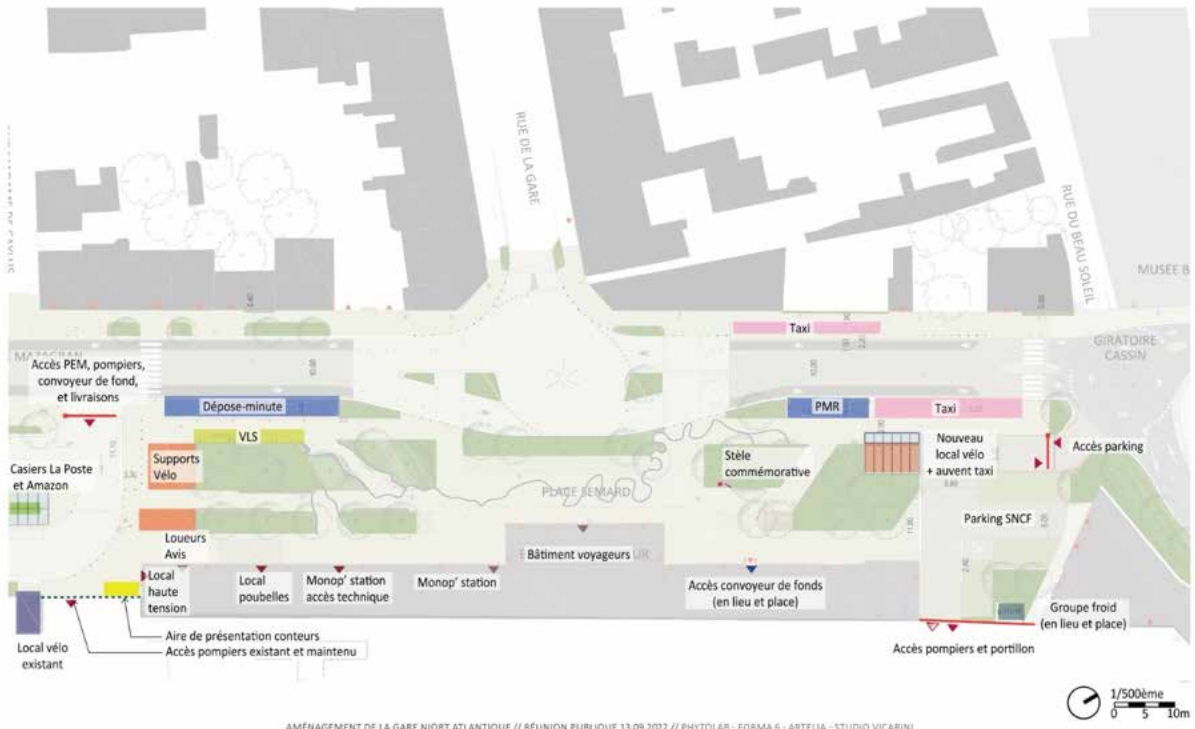 RUE DE LA GARE
RUE DU BEAU SOLEIL
MUSEE B
GIRATOIRE
CASSIN
Taxi
MAZAGRAN
Accès PEM, pompiers,
convoyeur de fond,
et livraisons
Dépose-minute
PMR
Taxi
VLS
Supports
Vélo
Casiers La Poste
et Amazon
Stèle
commémorative
Nouveau
local vélo
+ auvent taxi
Accès parking
PLACE SEMARD
Parking SNCF
Loueurs
Avis
Bâtiment voyageurs
Local
haute
tension
Local
poubelles
Monop' station
accès technique
Monop' station
Accès convoyeur de fonds
(en lieu et place)
Groupe froid
(en lieu et place)
Local vélo
existant
Aire de présentation conteurs
Accès pompiers existant et maintenu
Accès pompiers et portillon
1/500ème
0 5 10m
AMÉNAGEMENT DE LA GARE NIORT ATLANTIQUE // RÉUNION PUBLIQUE 13.09.2022 // PHYTOLAB - FORMA 6 - ARTELIA - STUDIO VICARINI